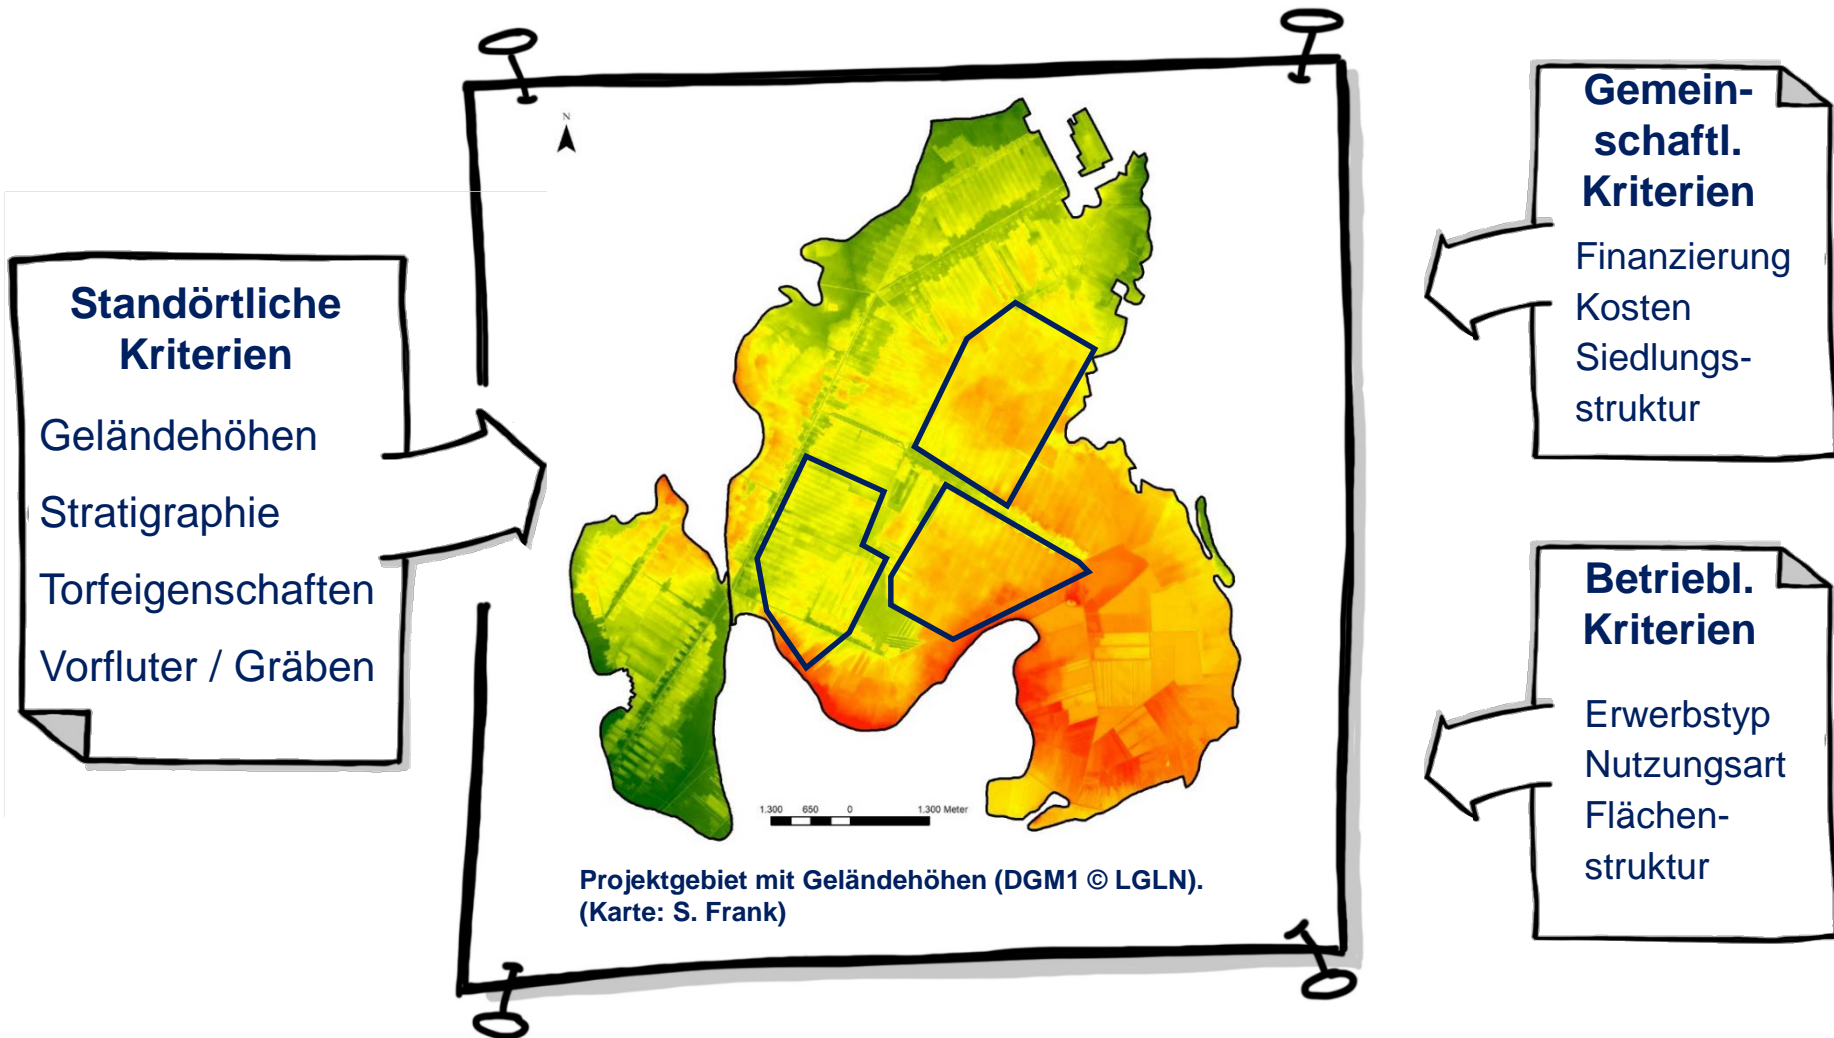 Standörtliche
Kriterien
Geländehöhen
Stratigraphie
Torfeigenschaften
Vorfluter / Gräben
N
1.300 650 0 1.300 Meter
Projektgebiet mit Geländehöhen (DGM1 © LGLN).
(Karte: S. Frank)
Gemein-
schaftl.
Kriterien
Finanzierung
Kosten
Siedlungs-
struktur
Betriebl.
Kriterien
Erwerbstyp
Nutzungsart
Flächen-
struktur